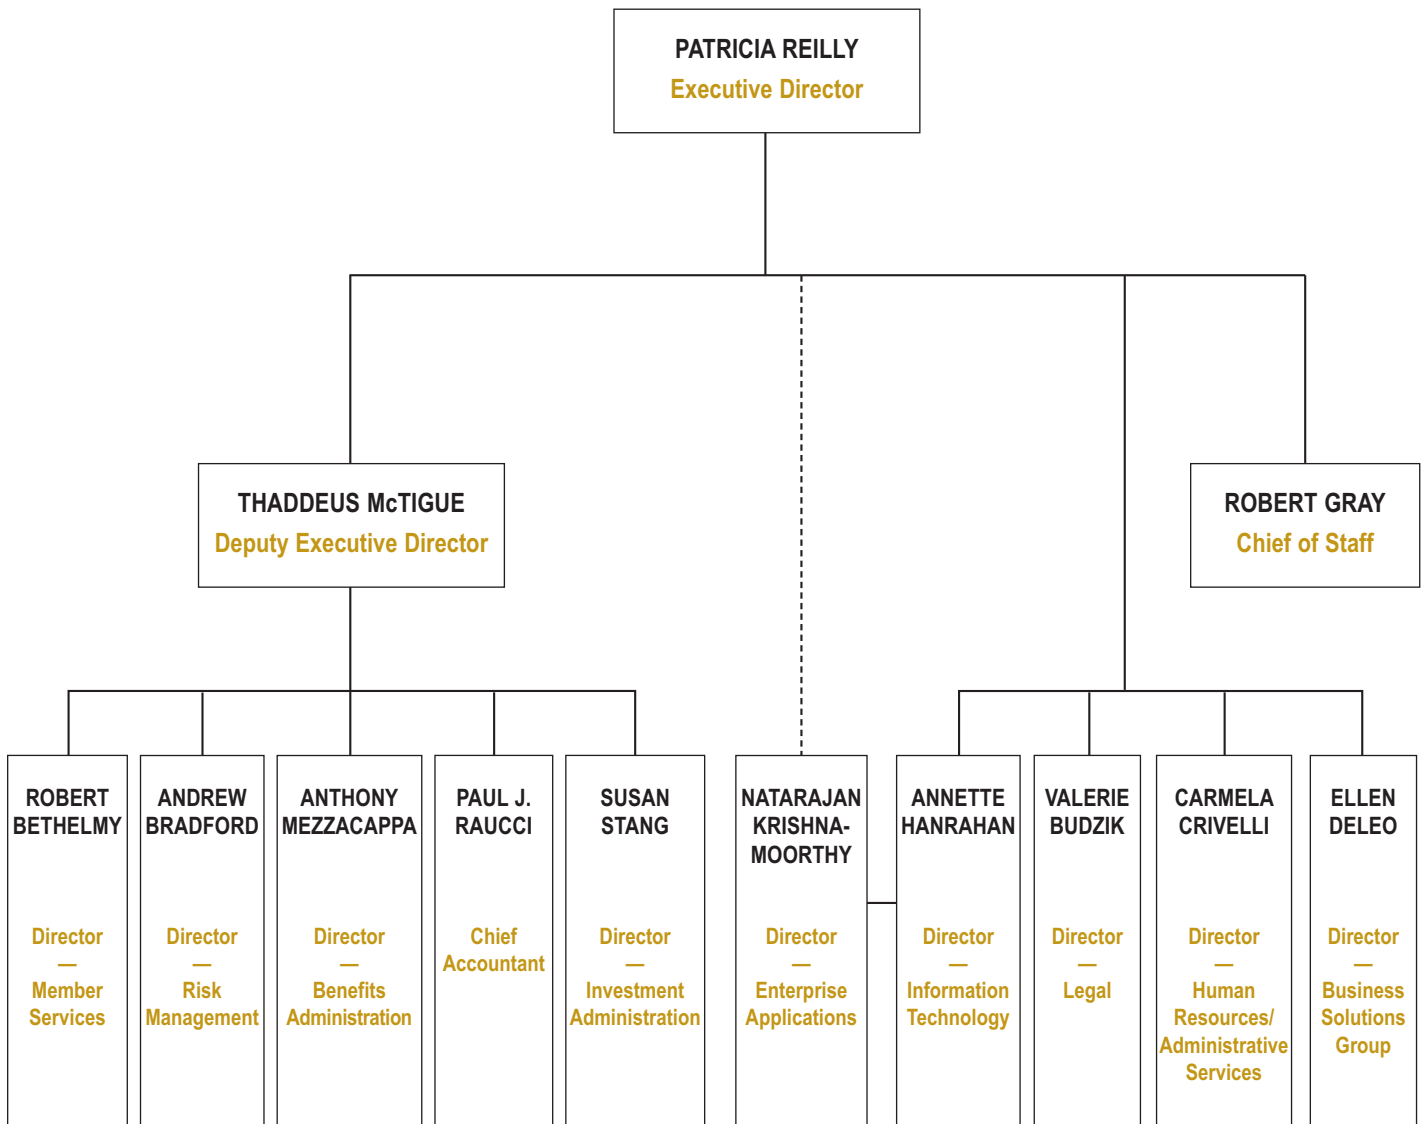 PATRICIA REILLY
Executive Director
THADDEUS McTIGUE
Deputy Executive Director
ROBERT GRAY
Chief of Staff
ROBERT
BETHELMY
Director
—
Member
Services
ANDREW
BRADFORD
Director
—
Risk
Management
ANTHONY
MEZZACAPPA
Director
—
Benefits
Administration
PAUL J.
RAUCCI
Chief
Accountant
SUSAN
STANG
Director
—
Investment
Administration
NATARAJAN
KRISHNA-
MOORTHY
Director
—
Enterprise
Applications
ANNETTE
HANRAHAN
Director
—
Information
Technology
VALERIE
BUDZIK
Director
—
Legal
CARMELA
CRIVELLI
Director
—
Human
Resources/
Administrative
Services
ELLEN
DELEO
Director
—
Business
Solutions
Group